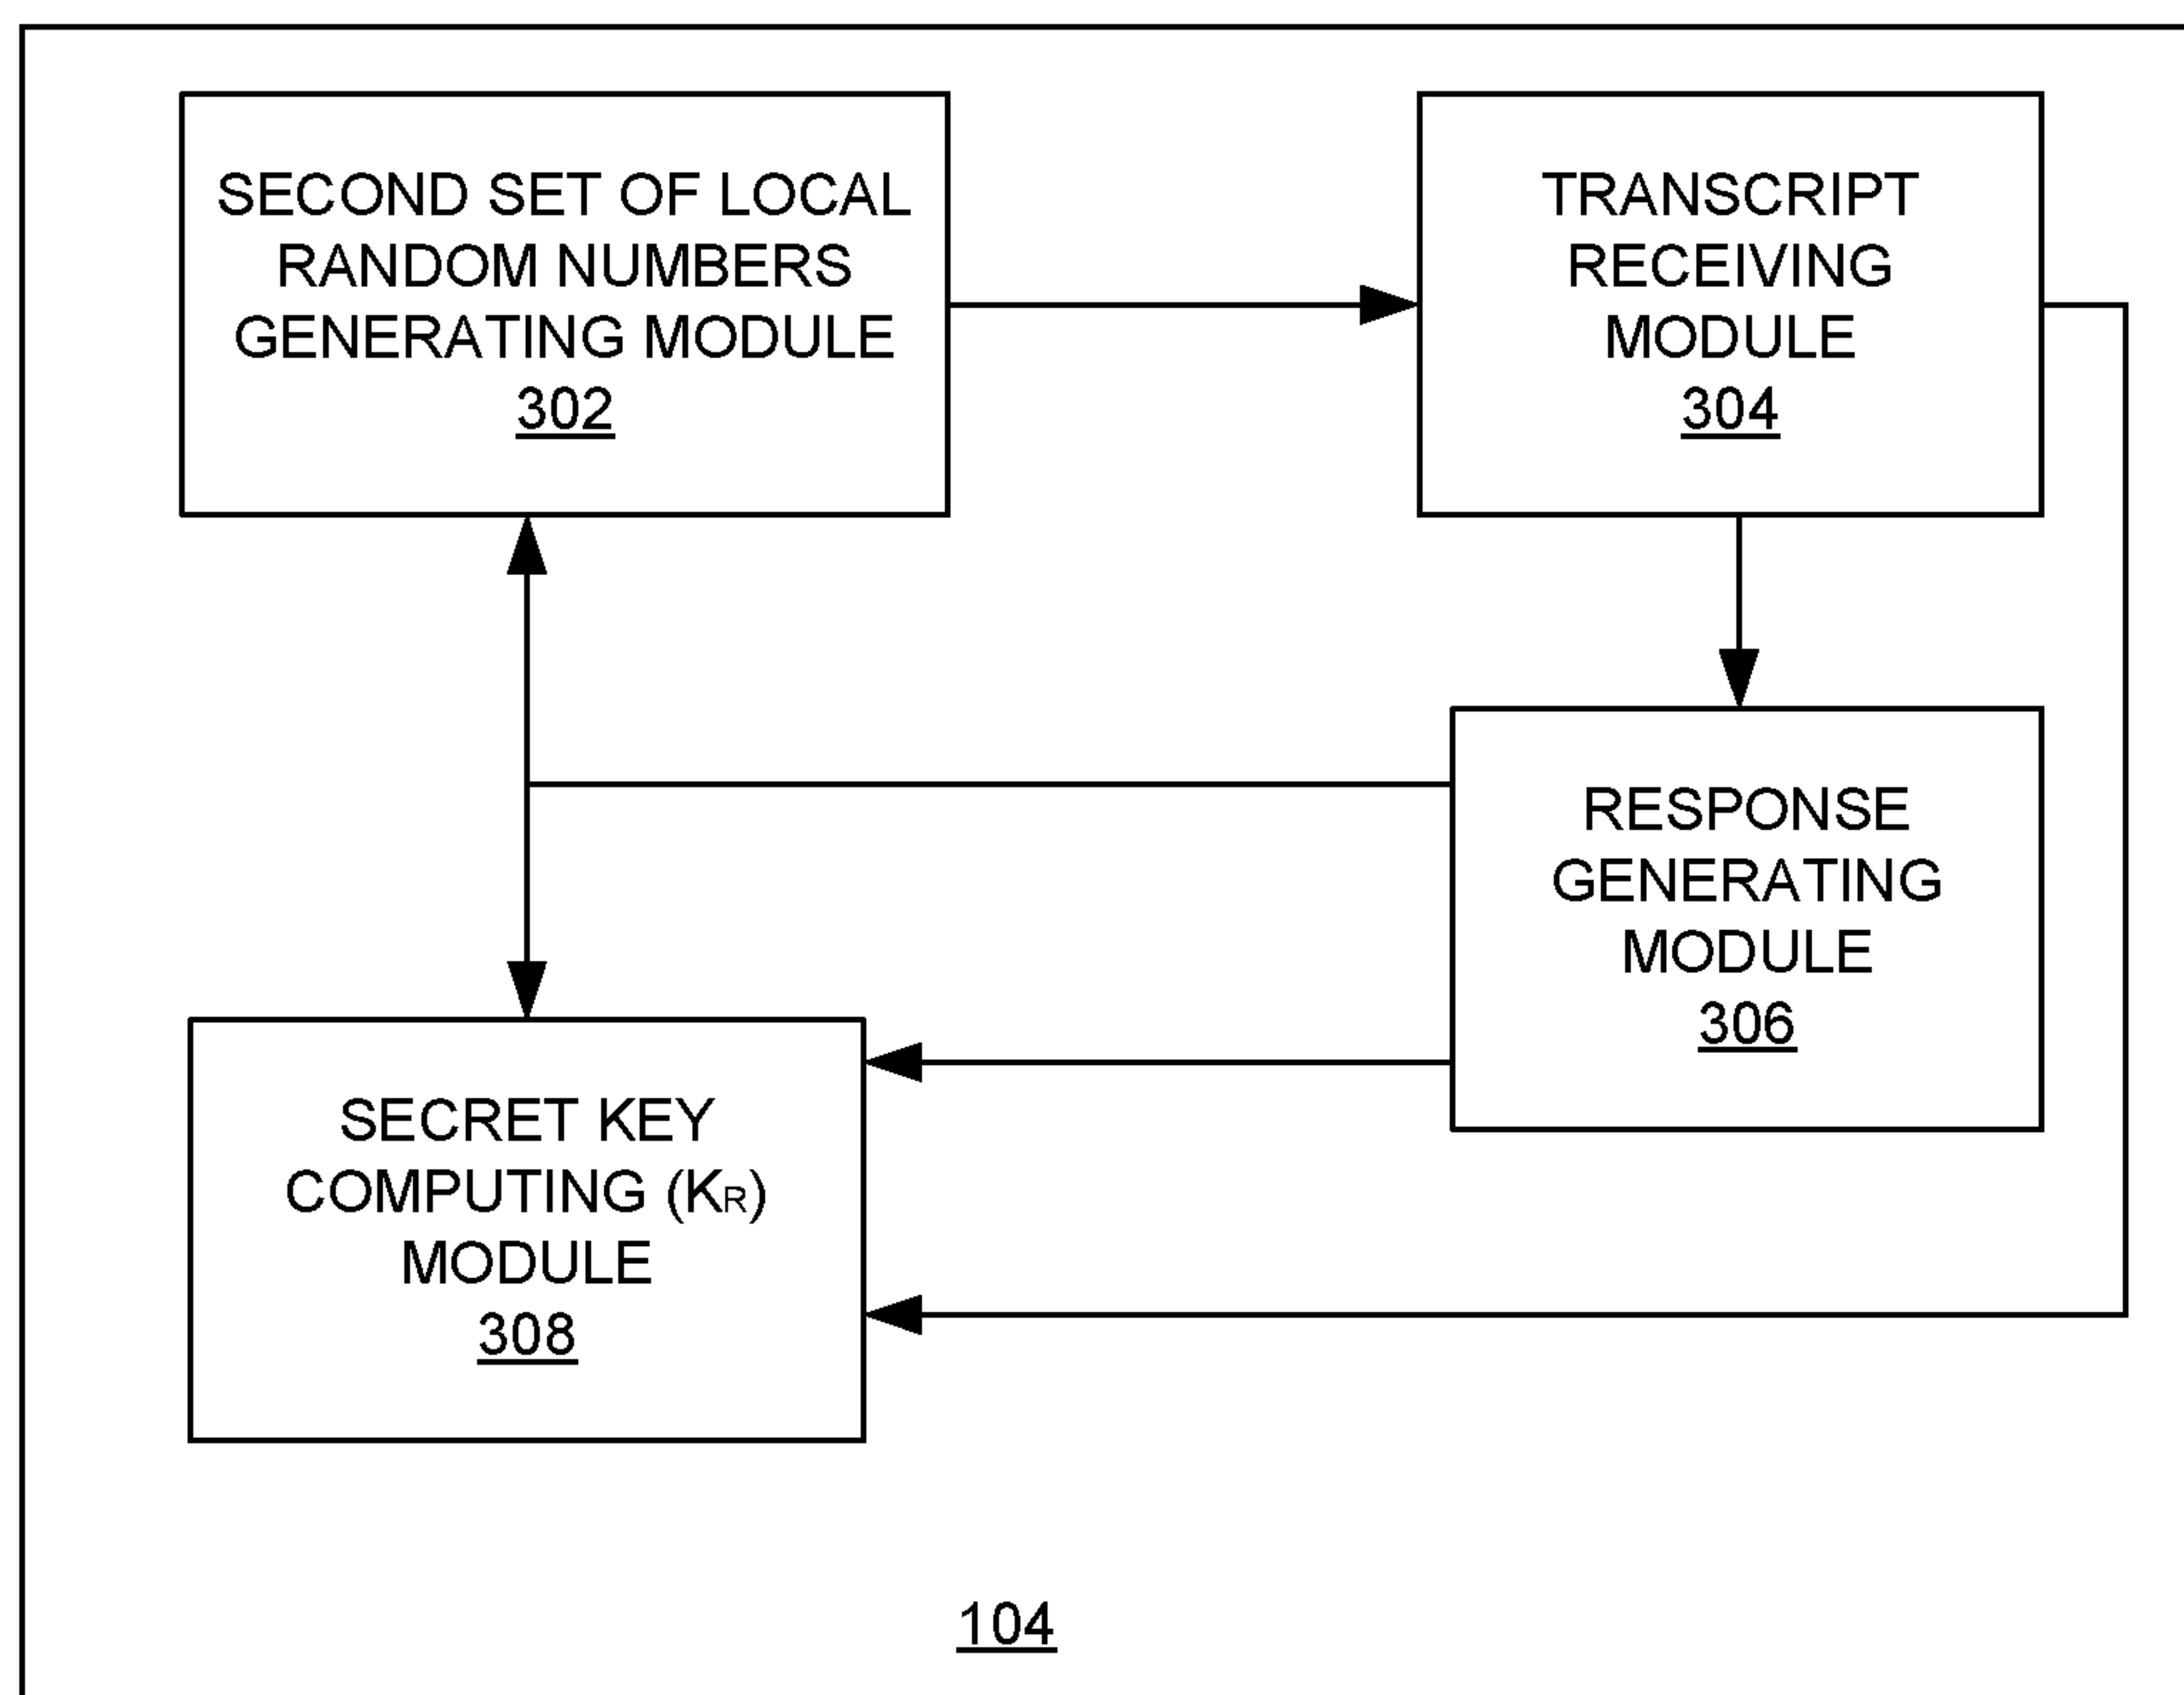 SECOND SET OF LOCAL
RANDOM NUMBERS
GENERATING MODULE
302
TRANSCRIPT
RECEIVING
MODULE
304
RESPONSE
GENERATING
MODULE
306
SECRET KEY
COMPUTING (KR)
MODULE
308
104